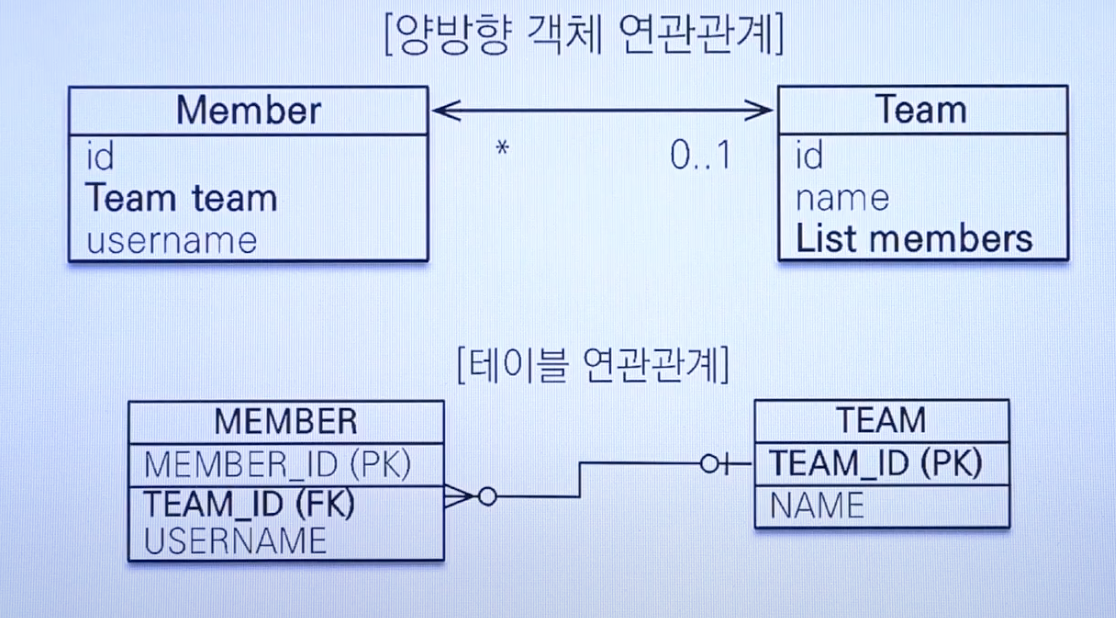 [양방향 객체 연관관계]
Member
id
Team team
username
*
0..1
Team
id
name
List members
[테이블 연관관계]
MEMBER
MEMBER_ID (PK)
TEAM_ID (FK)
USERNAME
TEAM
TEAM_ID (PK)
NAME